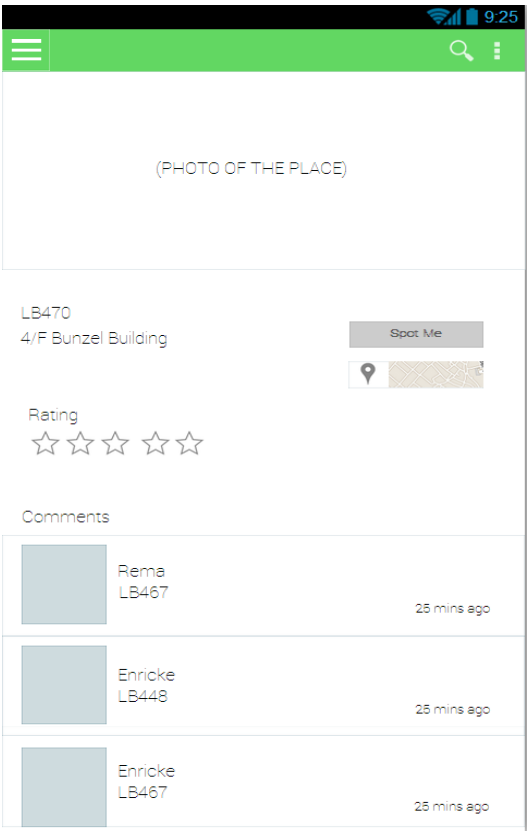 9:25
(PHOTO OF THE PLACE)
LB470
4/F Bunzel Building
Spot Me
Rating
Comments
Rema
LB467
25 mins ago
Enricke
LB448
25 mins ago
Enricke
LB467
25 mins ago